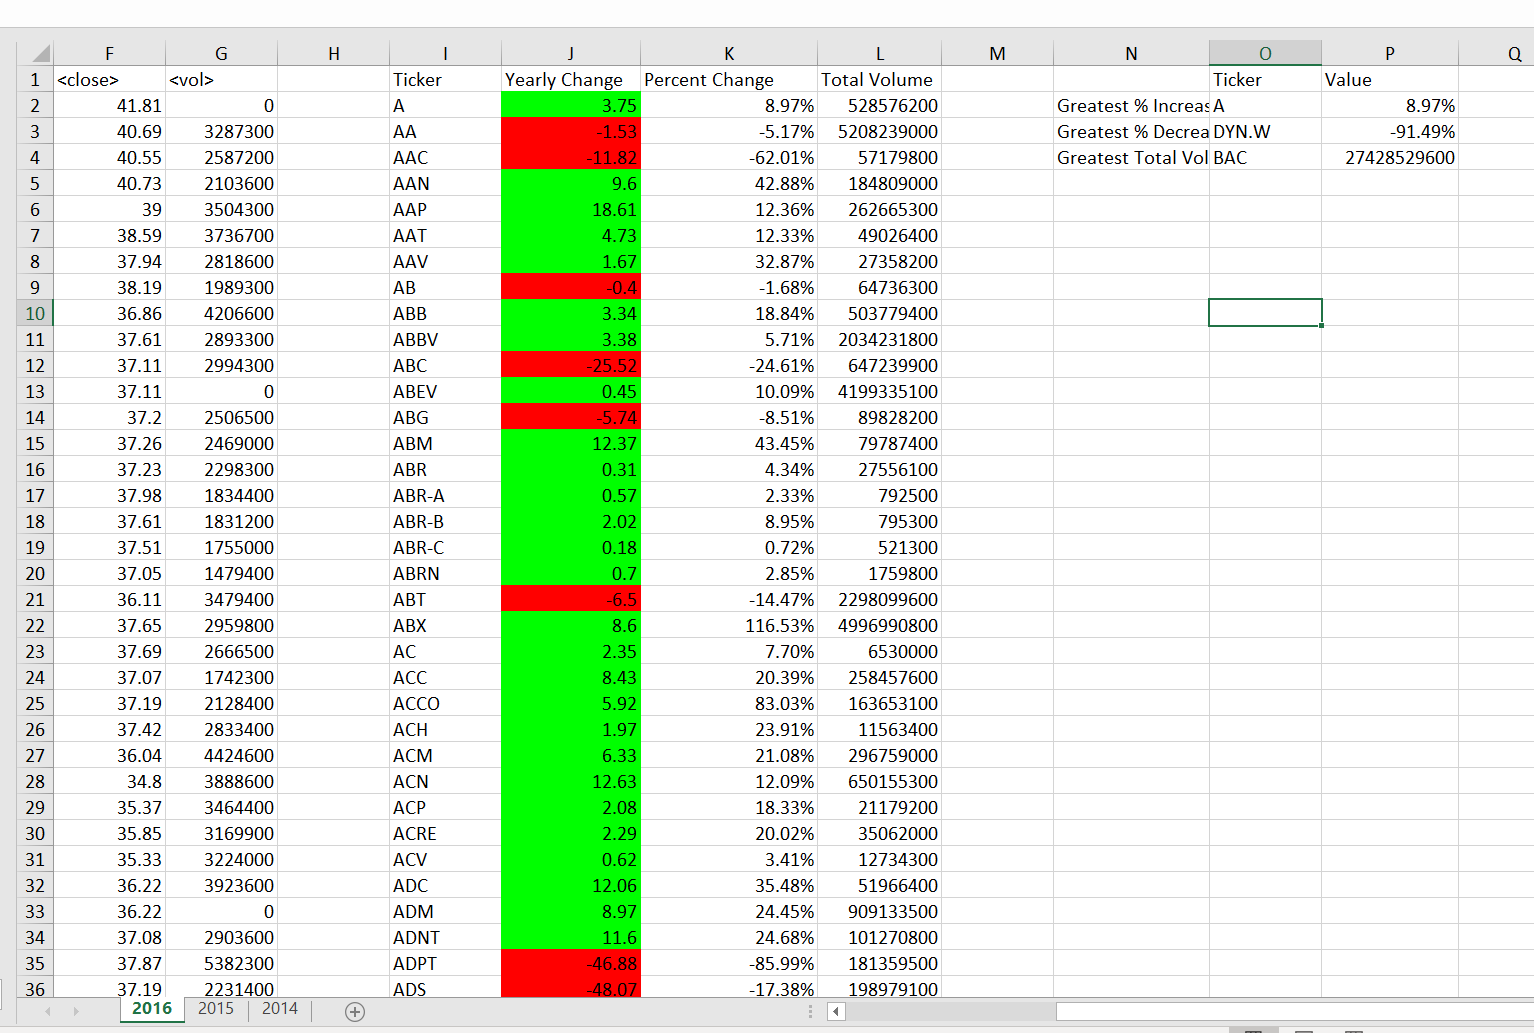 F G H I J K L M N O P Q
1 <close> <vol> Ticker Yearly Change Percent Change Total Volume Ticker Value
2 41.81 0 A 3.75 8.97% 528576200 Greatest % Increas A 8.97%
3 40.69 3287300 AA -1.53 -5.17% 5208239000 Greatest % Decrea DYN.W -91.49%
4 40.55 2587200 AAC -11.82 -62.01% 57179800 Greatest Total Vol BAC 27428529600
5 40.73 2103600 AAN 9.6 42.88% 184809000
6 39 3504300 AAP 18.61 12.36% 262665300
7 38.59 3736700 AAT 4.73 12.33% 49026400
8 37.94 2818600 AAV 1.67 32.87% 27358200
9 38.19 1989300 AB -0.4 -1.68% 64736300
10 36.86 4206600 ABB 3.34 18.84% 503779400
11 37.61 2893300 ABBV 3.38 5.71% 2034231800
12 37.11 2994300 ABC -25.52 -24.61% 647239900
13 37.11 0 ABEV 0.45 10.09% 4199335100
14 37.2 2506500 ABG -5.74 -8.51% 89828200
15 37.26 2469000 ABM 12.37 43.45% 79787400
16 37.23 2298300 ABR 0.31 4.34% 27556100
17 37.98 1834400 ABR-A 0.57 2.33% 792500
18 37.61 1831200 ABR-B 2.02 8.95% 795300
19 37.51 1755000 ABR-C 0.18 0.72% 521300
20 37.05 1479400 ABRN 0.7 2.85% 1759800
21 36.11 3479400 ABT -6.5 -14.47% 2298099600
22 37.65 2959800 ABX 8.6 116.53% 4996990800
23 37.69 2666500 AC 2.35 7.70% 6530000
24 37.07 1742300 ACC 8.43 20.39% 258457600
25 37.19 2128400 ACCO 5.92 83.03% 163653100
26 37.42 2833400 ACH 1.97 23.91% 11563400
27 36.04 4424600 ACM 6.33 21.08% 296759000
28 34.8 3888600 ACN 12.63 12.09% 650155300
29 35.37 3464400 ACP 2.08 18.33% 21179200
30 35.85 3169900 ACRE 2.29 20.02% 35062000
31 35.33 3224000 ACV 0.62 3.41% 12734300
32 36.22 3923600 ADC 12.06 35.48% 51966400
33 36.22 0 ADM 8.97 24.45% 909133500
34 37.08 2903600 ADNT 11.6 24.68% 101270800
35 37.87 5382300 ADPT -46.88 -85.99% 181359500
36 37.19 2231400 ADS -48.07 -17.38% 198979100
2016 2015 2014